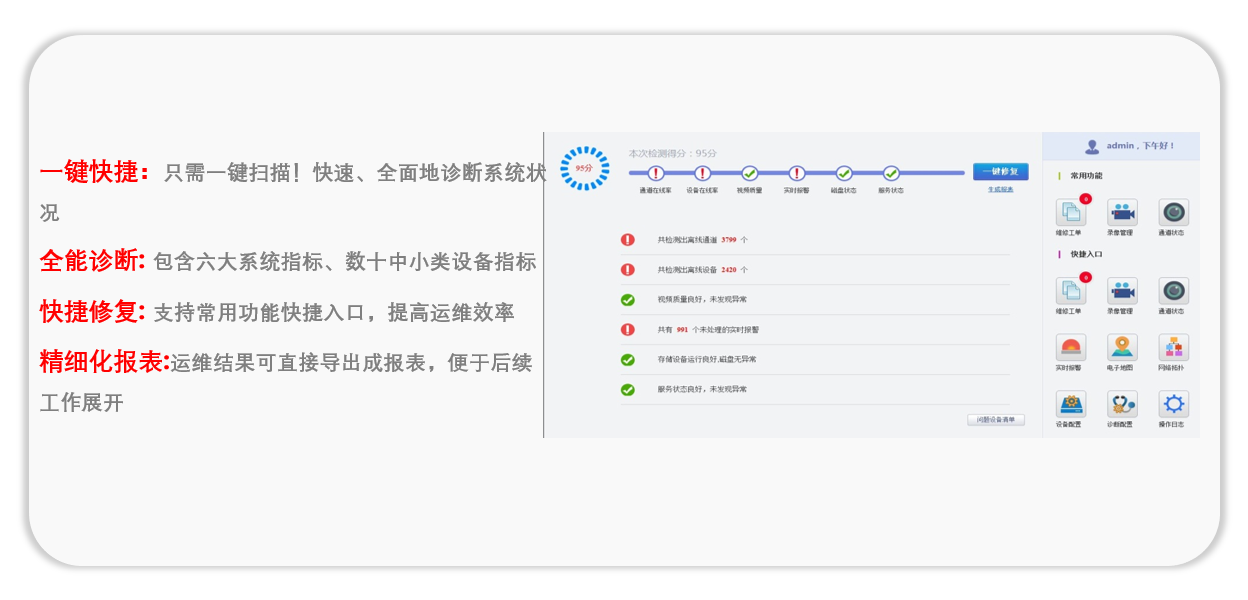 一键快捷：只需一键扫描！快速、全面地诊断系统状
况
全能诊断: 包含六大系统指标、数十中小类设备指标
快捷修复: 支持常用功能快捷入口，提高运维效率
精细化报表:运维结果可直接导出成报表，便于后续
工作展开
95分
本次检测得分：95分
通道在线率 设备在线率 视频质量 实时报警 磁盘状态 服务状态
一键修复
生成报表
共检测出离线通道 3799 个
共检测出离线设备 2420 个
视频质量良好，未发现异常
共有 991 个未处理的实时报警
存储设备运行良好,磁盘无异常
服务状态良好，未发现异常
问题设备清单
admin，下午好！
常用功能
维修工单 录像管理 通道状态
快捷入口
维修工单 录像管理 通道状态
实时报警 电子地图 网络拓扑
设备配置 诊断配置 操作日志